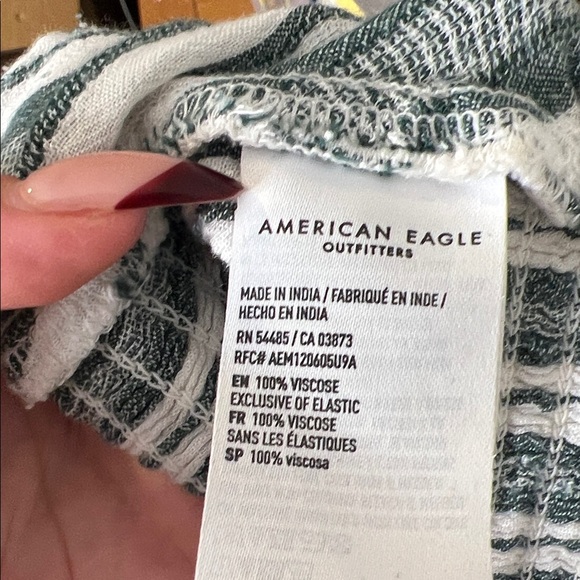 AMERICAN EAGLE
OUTFITTERS
MADE IN INDIA / FABRIQUÉ EN INDE /
HECHO EN INDIA
RN 54485 / CA 03873
RFC# AEM120605U9A
EN 100% VISCOSE
EXCLUSIVE OF ELASTIC
FR 100% VISCOSE
SANS LES ÉLASTIQUES
SP 100% viscosa